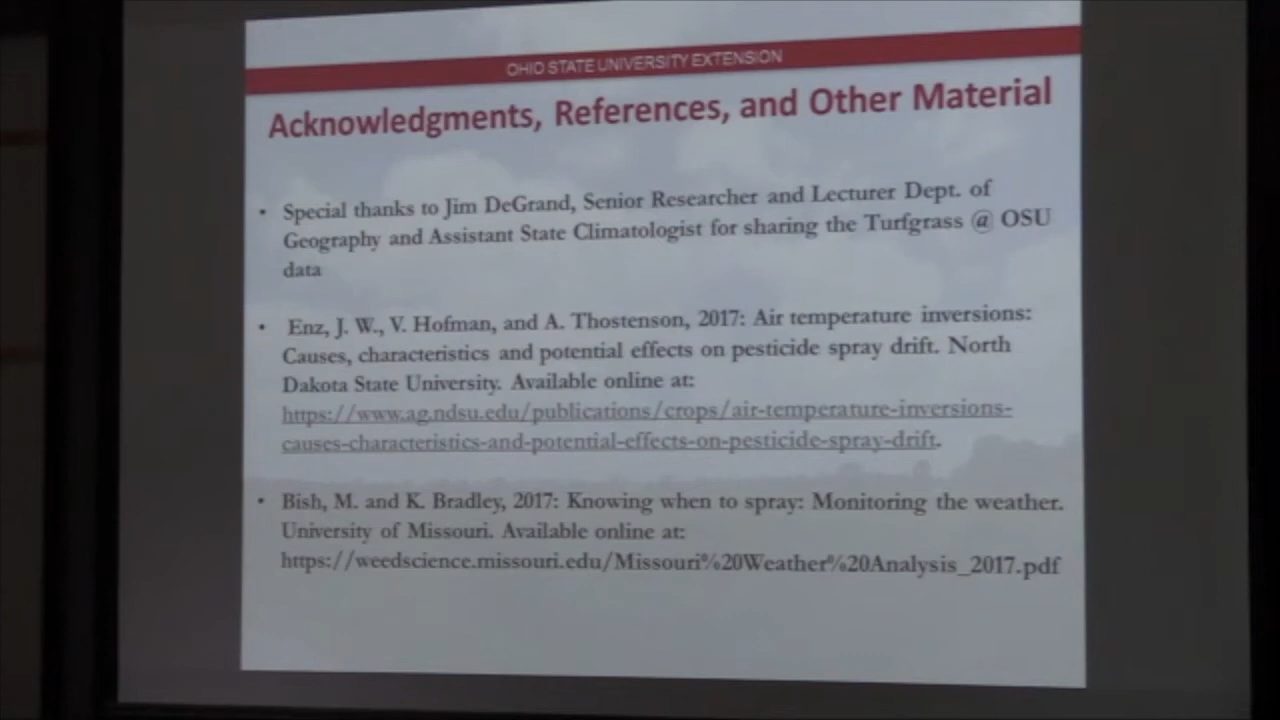 OHIO STATE UNIVERSITY EXTENSION
Acknowledgments, References, and Other Material
• Special thanks to Jim DeGrand, Senior Researcher and Lecturer Dept. of
Geography and Assistant State Climatologist for sharing the Turfgrass @ OSU
data
• Enz, J. W., V. Hofman, and A. Thostenson, 2017: Air temperature inversions:
Causes, characteristics and potential effects on pesticide spray drift. North
Dakota State University. Available online at:
https://www.ag.ndsu.edu/publications/crops/air-temperature-inversions-
causes-characteristics-and-potential-effects-on-pesticide-spray-drift.
• Bish, M. and K. Bradley, 2017: Knowing when to spray: Monitoring the weather.
University of Missouri. Available online at:
https://weedscience.missouri.edu/Missouri%20Weather%20Analysis_2017.pdf